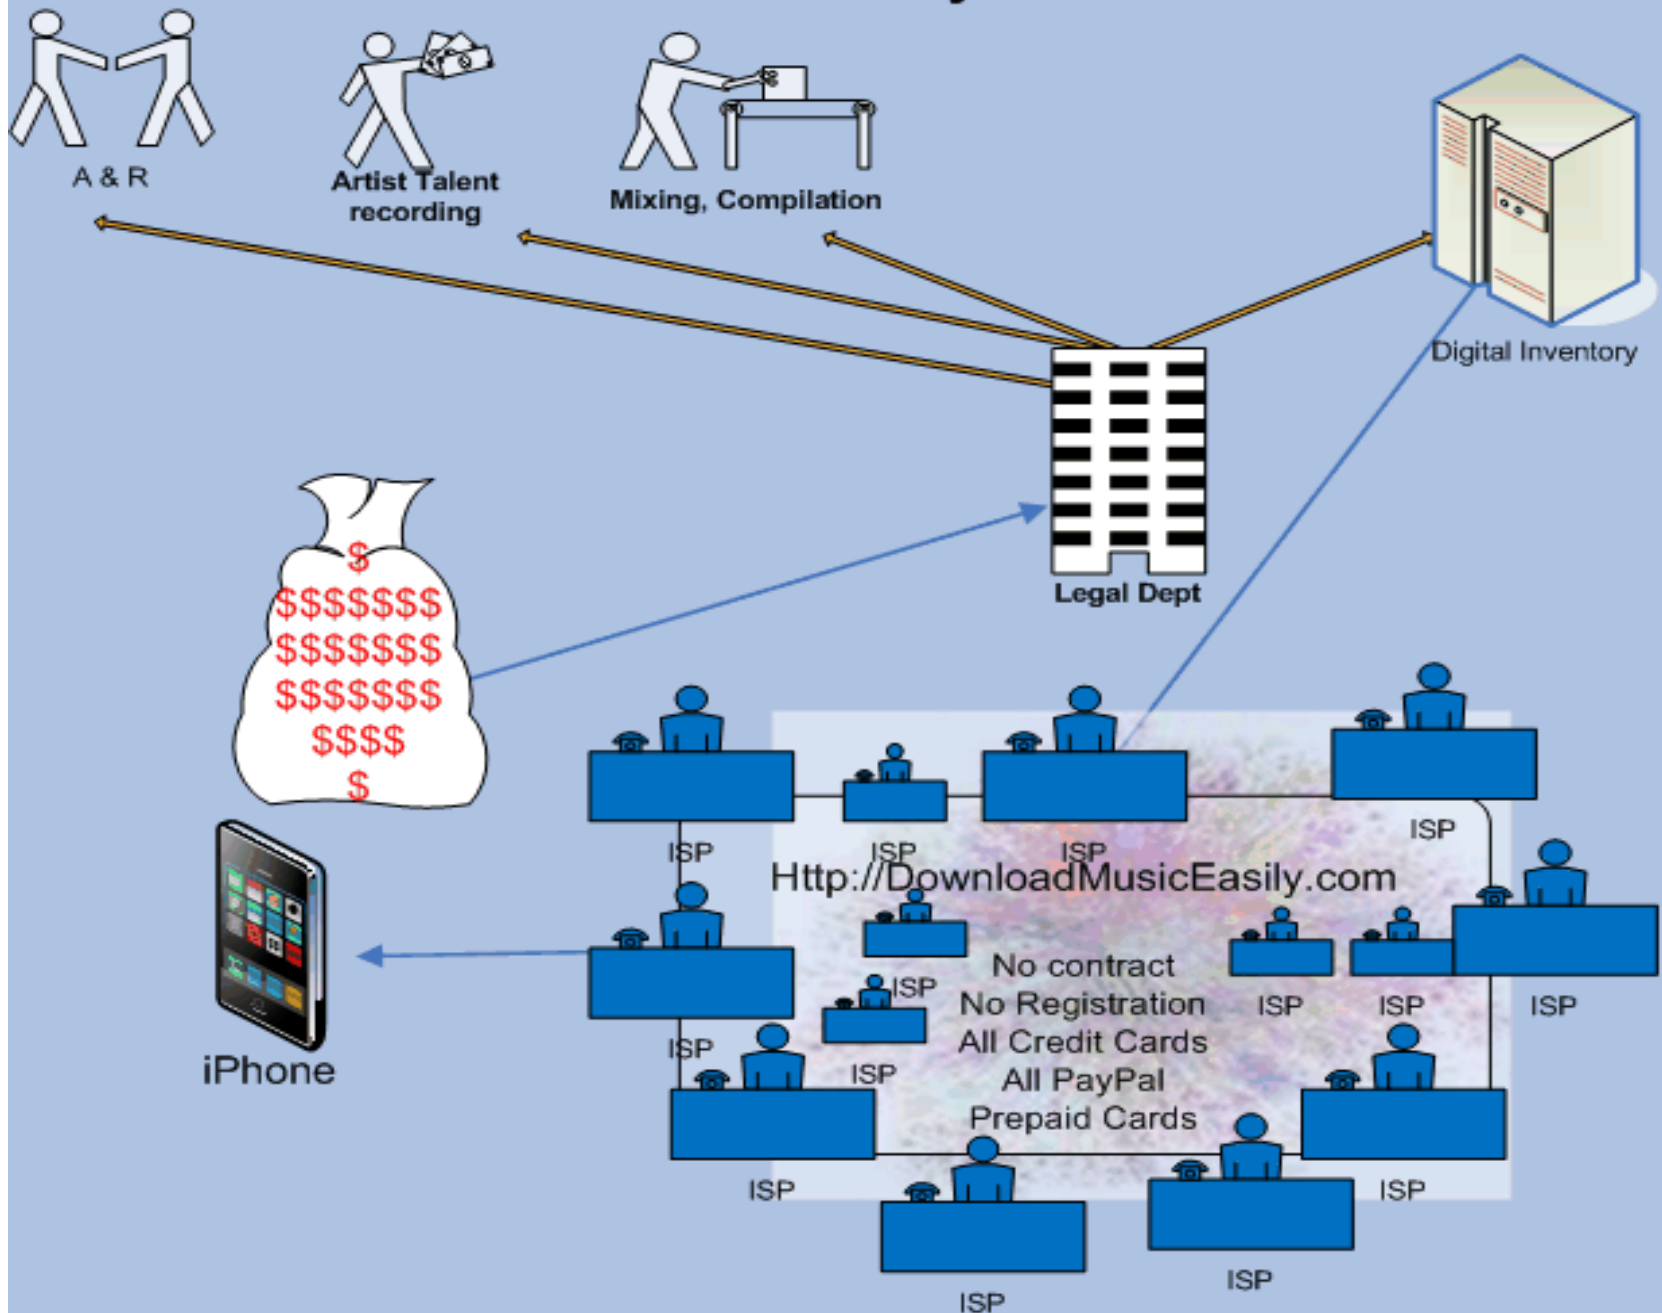 A & R
Artist Talent
recording
Mixing, Compilation
Digital Inventory
Legal Dept
$
$$$$$$$
$$$$$$$
$$$$$$$
$$$$
$
iPhone
ISP
ISP
ISP
ISP
Http://DownloadMusicEasily.com
No contract
No Registration
All Credit Cards
All PayPal
Prepaid Cards
ISP
ISP
ISP
ISP
ISP
ISP
ISP
ISP
ISP
ISP